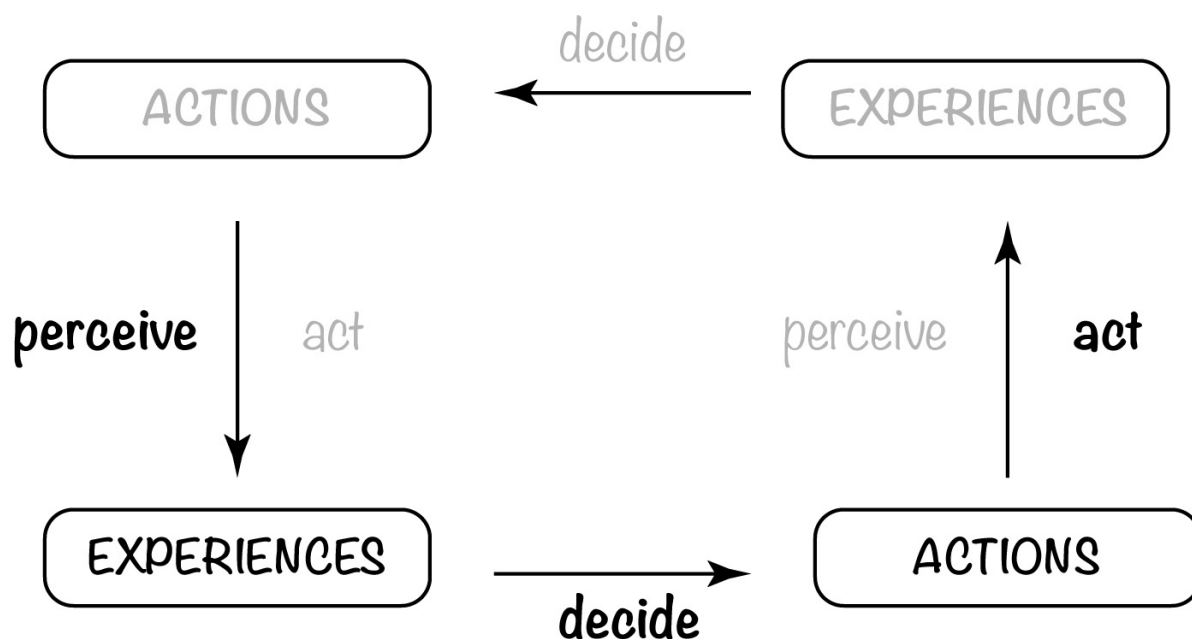 decide
ACTIONS
EXPERIENCES
perceive
act
perceive
act
EXPERIENCES
ACTIONS
decide